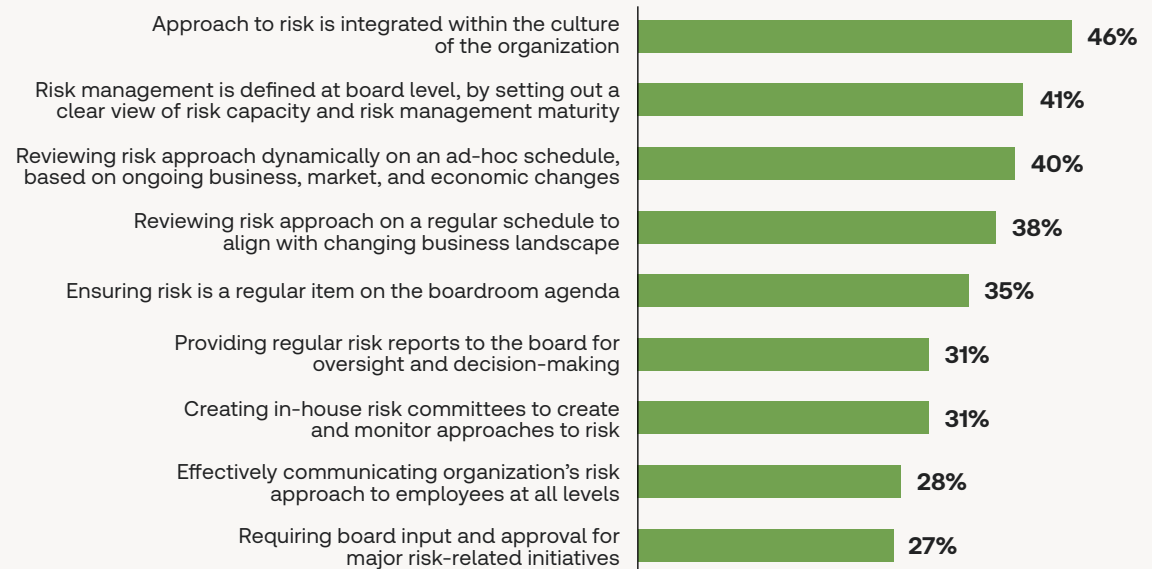 Approach to risk is integrated within the culture
of the organization
46%
Risk management is defined at board level, by setting out a
clear view of risk capacity and risk management maturity
41%
Reviewing risk approach dynamically on an ad-hoc schedule,
based on ongoing business, market, and economic changes
40%
Reviewing risk approach on a regular schedule to
align with changing business landscape
38%
Ensuring risk is a regular item on the boardroom agenda
35%
Providing regular risk reports to the board for
oversight and decision-making
31%
Creating in-house risk committees to create
and monitor approaches to risk
31%
Effectively communicating organization’s risk
approach to employees at all levels
28%
Requiring board input and approval for
major risk-related initiatives
27%